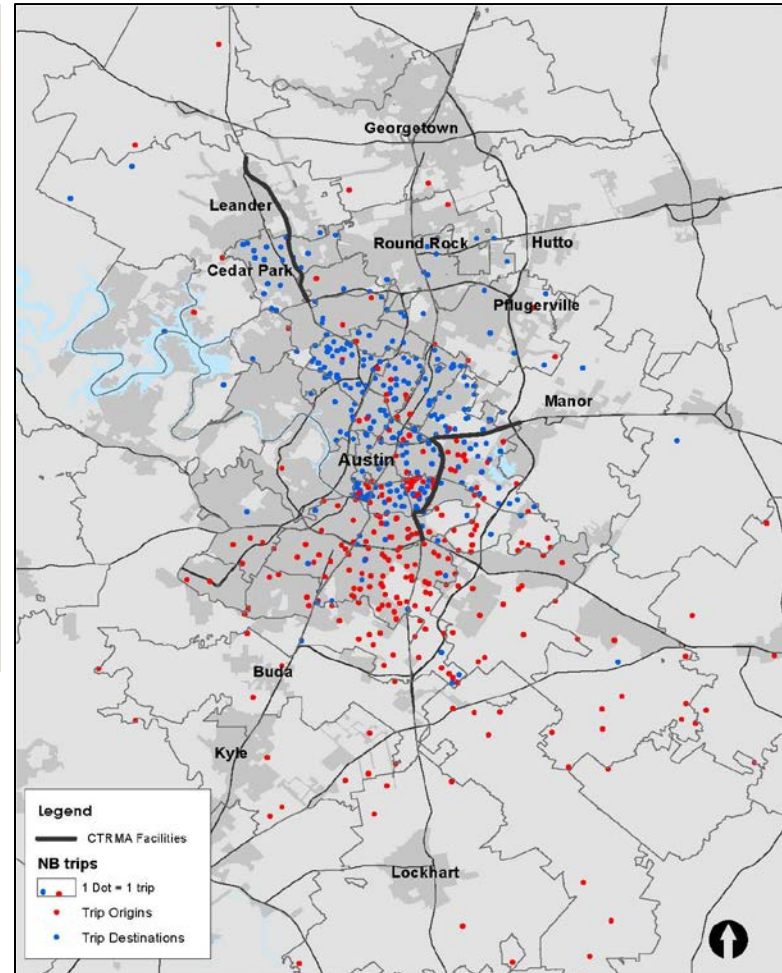 Georgetown
Leander
Round Rock
Hutto
Cedar Park
Pflugerville
Manor
Austin
Buda
Kyle
Lockhart
Legend
CTRMA Facilities
NB trips
1 Dot = 1 trip
Trip Origins
Trip Destinations